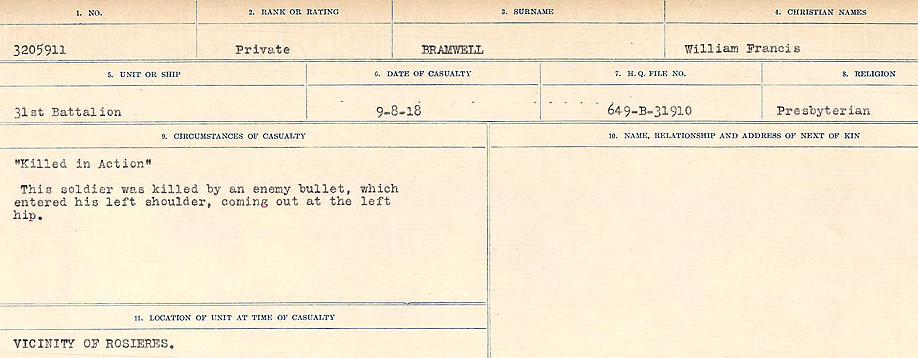 1. NO. 2. RANK OR RATING 3. SURNAME 4. CHRISTIAN NAMES
3205911 Private BRAMWELL William Francis
5. UNIT OR SHIP 6. DATE OF CASUALTY 7. H.Q. FILE NO. 8. RELIGION
31st Battalion 9-8-18 649-B-31910 Presbyterian
9. CIRCUMSTANCES OF CASUALTY 10. NAME, RELATIONSHIP AND ADDRESS OF NEXT OF KIN
"Killed in Action"
This soldier was killed by an enemy bullet, which
entered his left shoulder, coming out at the left
hip.
11. LOCATION OF UNIT AT TIME OF CASUALTY
VICINITY OF ROSIERES.